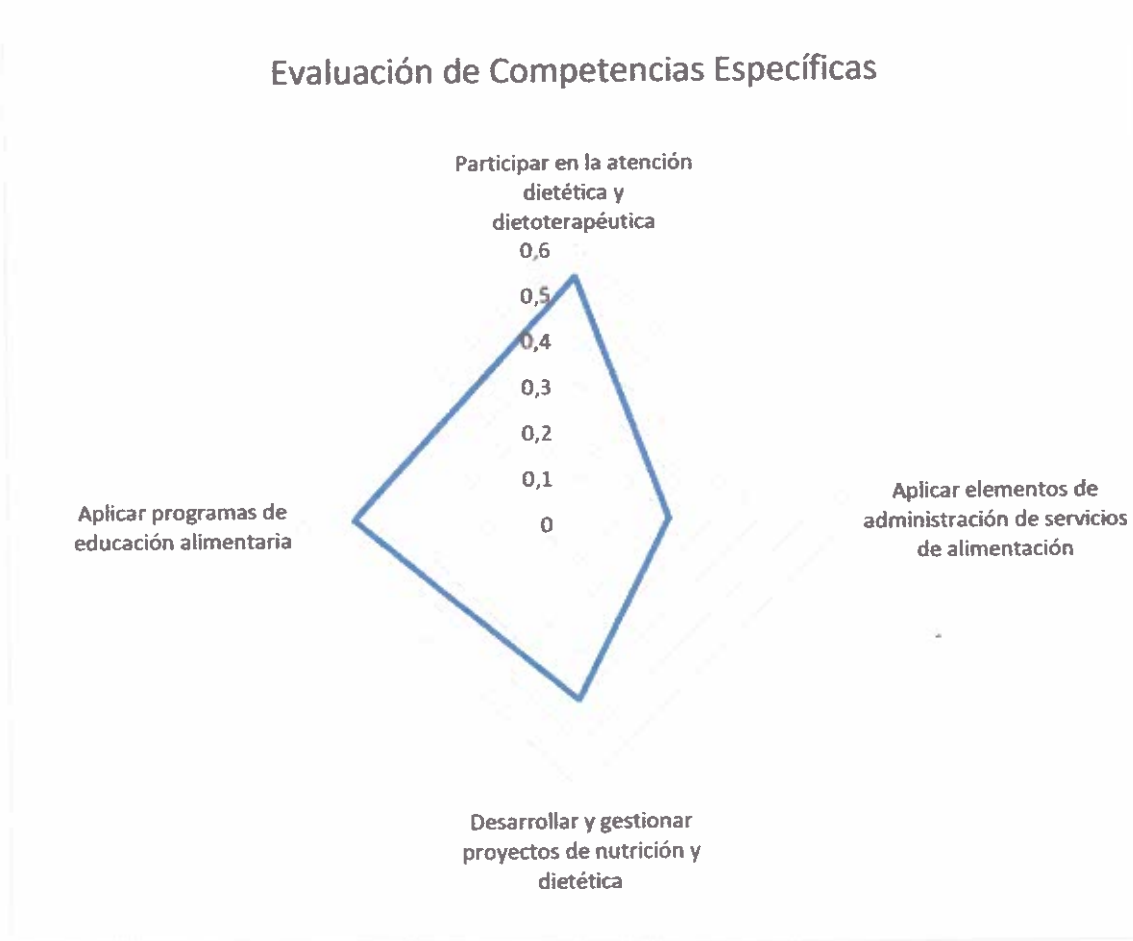 Evaluación de Competencias Específicas
Participar en la atención
dietética y
dietoterapéutica
0,6
0,5
0,4
0,3
0,2
0,1
0
Aplicar elementos de
administración de servicios
de alimentación
Desarrollar y gestionar
proyectos de nutrición y
dietética
Aplicar programas de
educación alimentaria